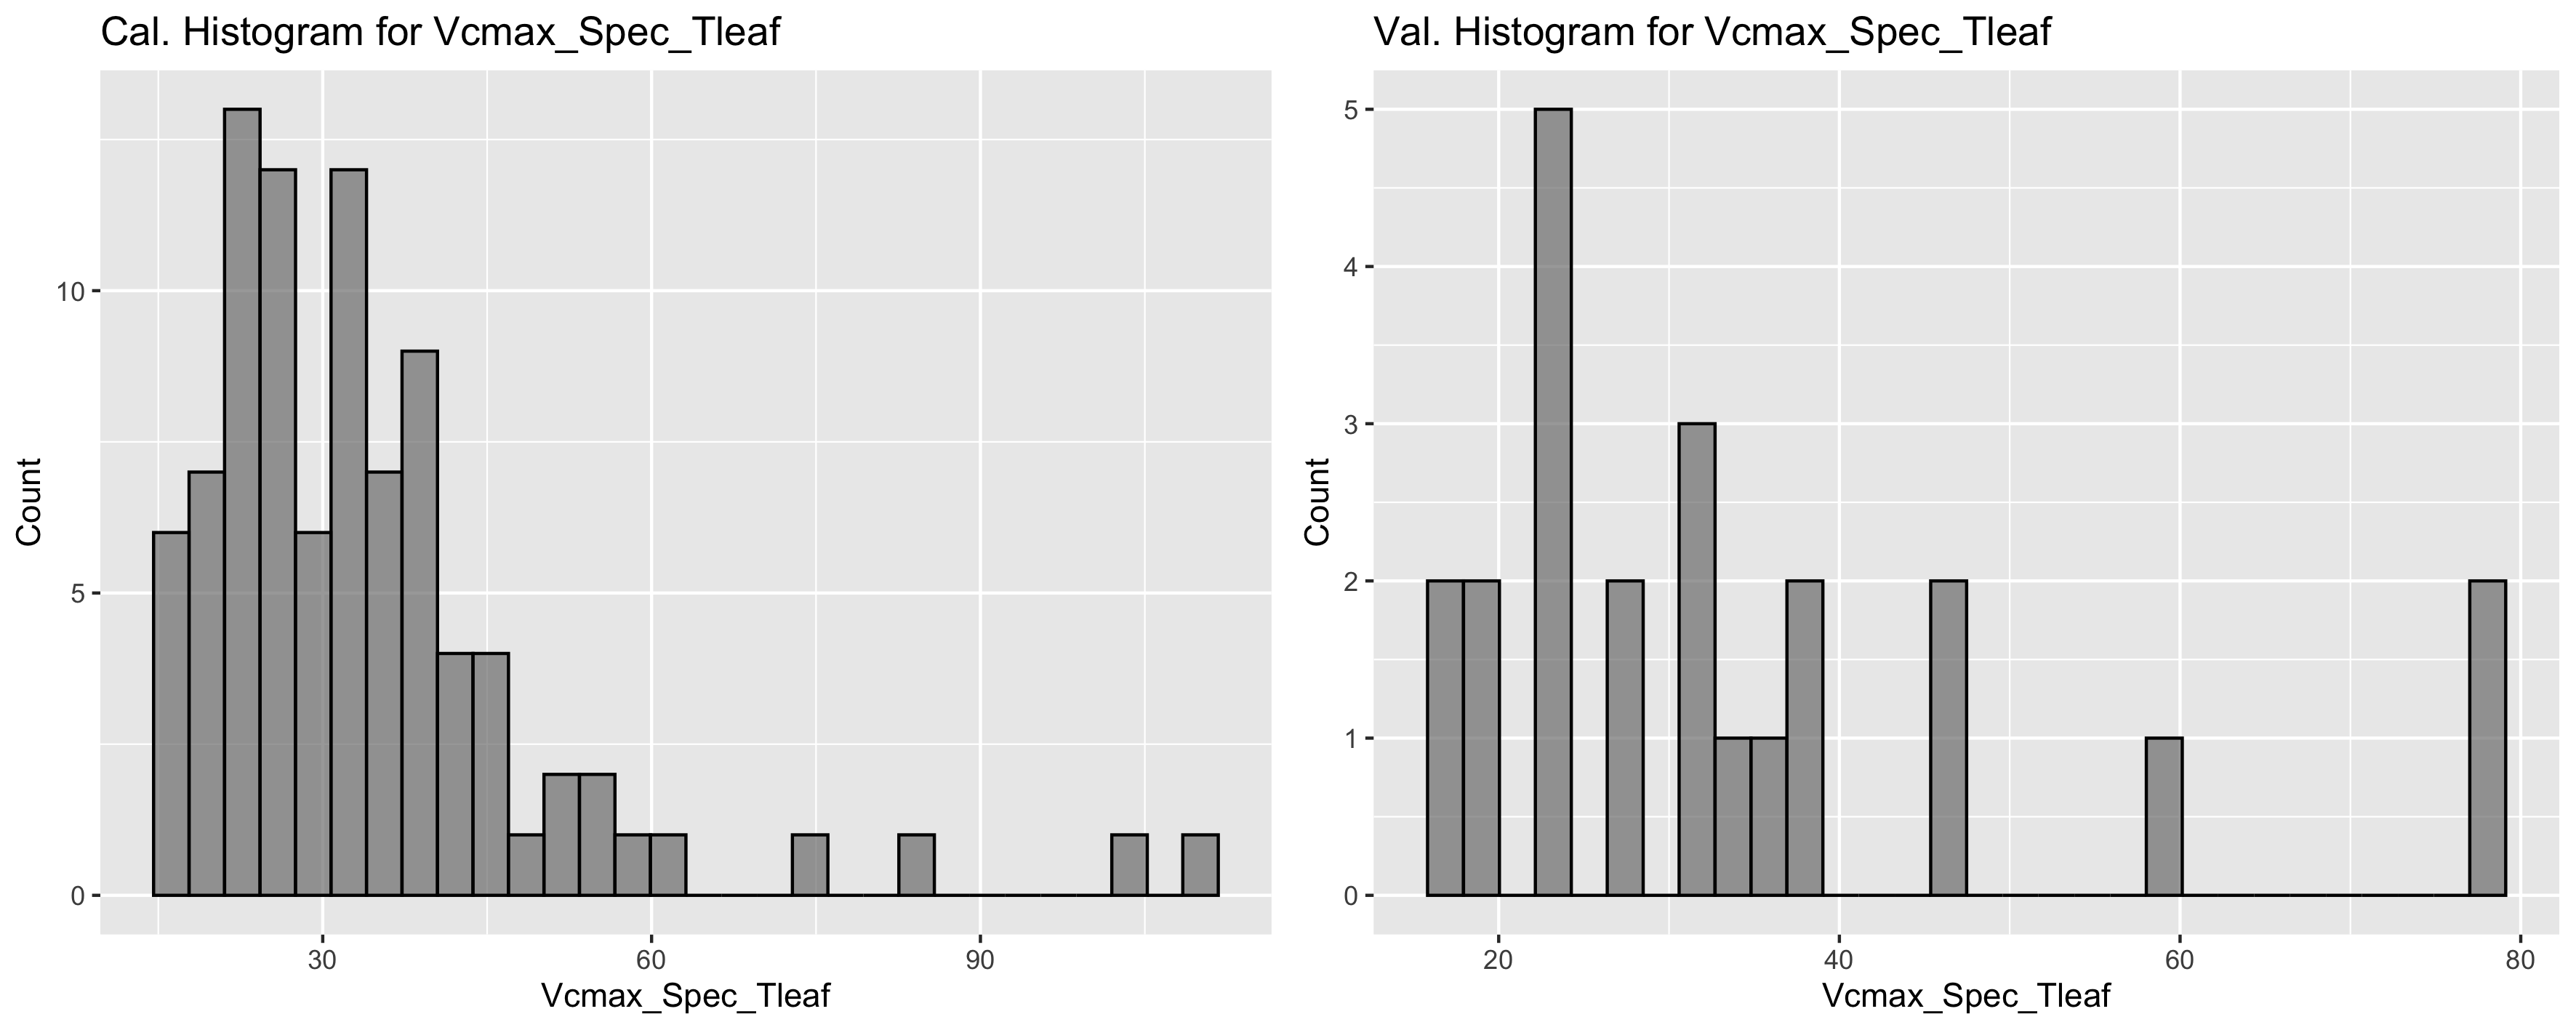 Cal. Histogram for Vcmax_Spec_Tleaf
Count
10
5
0
30 60 90
Vcmax_Spec_Tleaf
Val. Histogram for Vcmax_Spec_Tleaf
Count
5
4
3
2
1
0
20 40 60 80
Vcmax_Spec_Tleaf